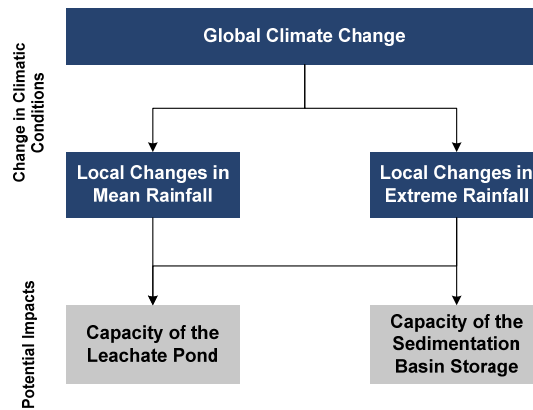 Global Climate Change
Change in Climatic
Conditions
Local Changes in
Mean Rainfall
Local Changes in
Extreme Rainfall
Potential Impacts
Capacity of the
Leachate Pond
Capacity of the
Sedimentation
Basin Storage